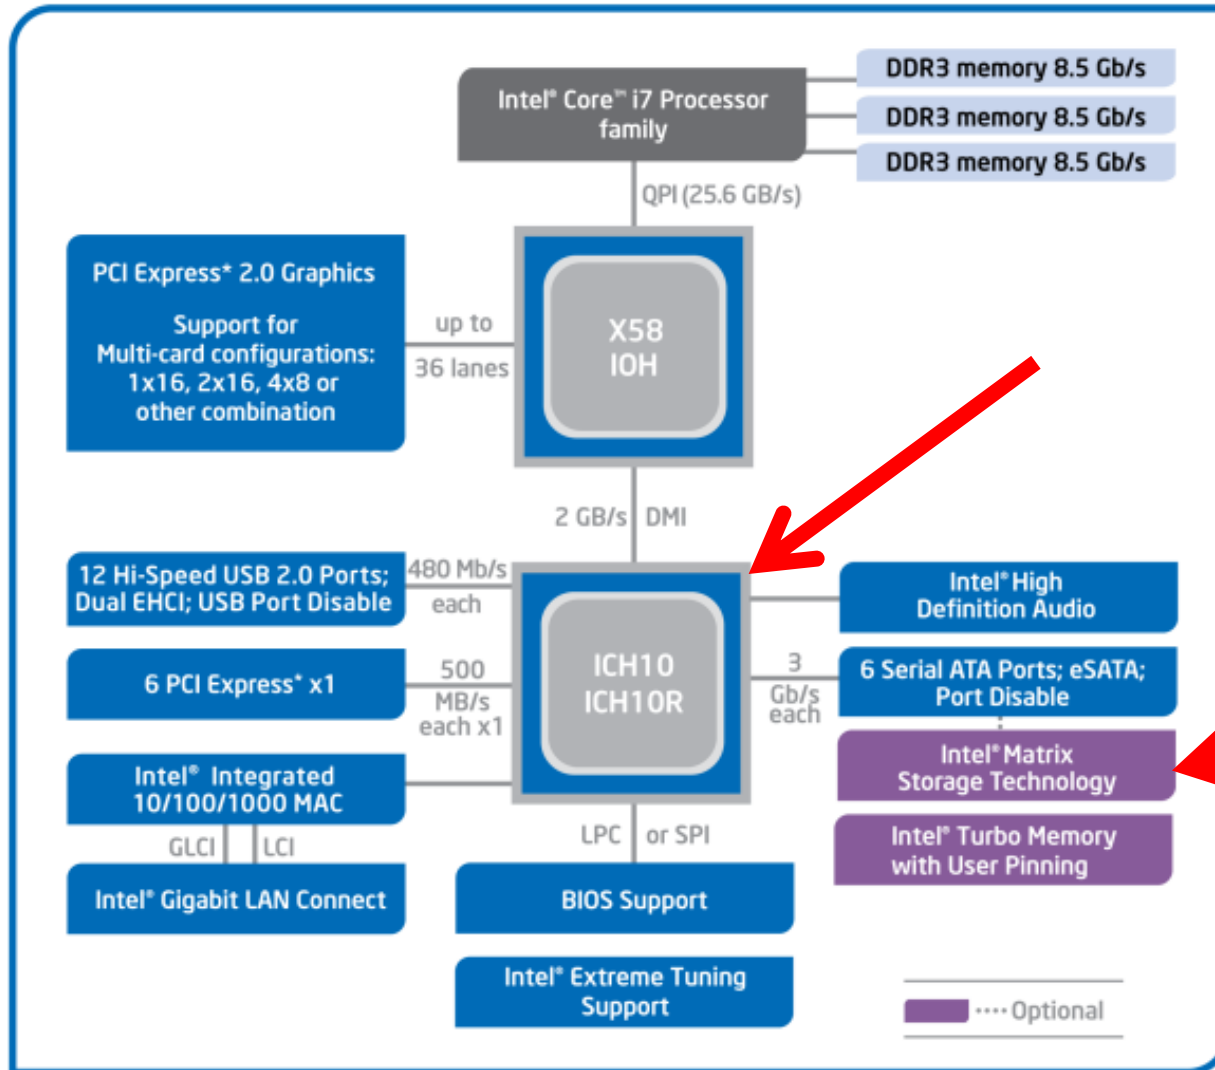 Intel® Core™ i7 Processor
family
DDR3 memory 8.5 Gb/s
DDR3 memory 8.5 Gb/s
DDR3 memory 8.5 Gb/s
QPI (25.6 GB/s)
PCI Express* 2.0 Graphics
Support for
Multi-card configurations:
1x16, 2x16, 4x8 or
other combination
up to
36 lanes
X58
IOH
2 GB/s DMI
12 Hi-Speed USB 2.0 Ports;
Dual EHCI; USB Port Disable
480 Mb/s
each
6 PCI Express* x1
500
MB/s
each x1
Intel® Integrated
10/100/1000 MAC
GLCI LCI
Intel® Gigabit LAN Connect
ICH10
ICH10R
Intel® High
Definition Audio
3
Gb/s
each
6 Serial ATA Ports; eSATA;
Port Disable
Intel® Matrix
Storage Technology
Intel® Turbo Memory
with User Pinning
LPC or SPI
BIOS Support
Intel® Extreme Tuning
Support
Optional